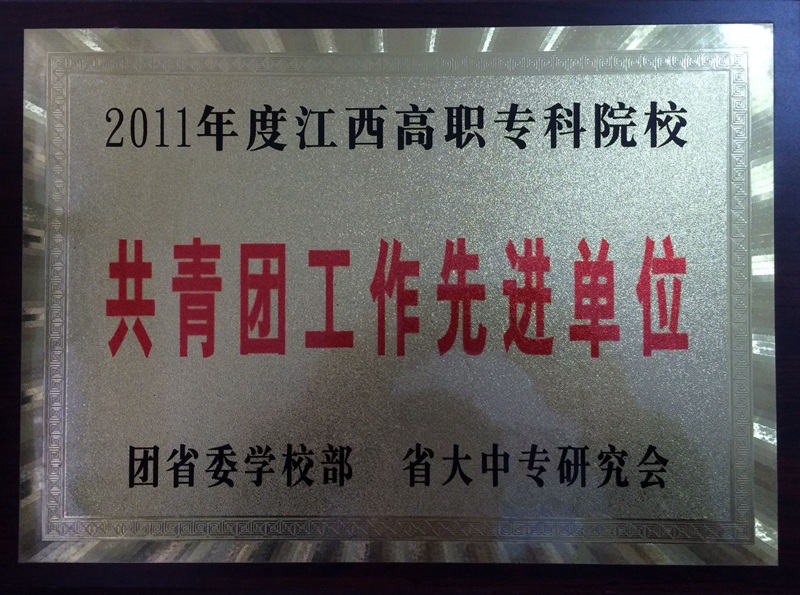 2011年度江西高职专科院校
共青团工作先进单位
团省委学校部 省大中专研究会